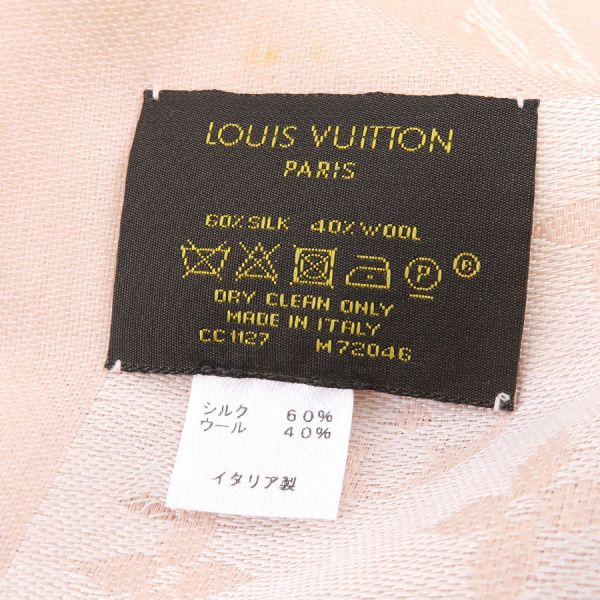 LOUIS VUITTON
PARIS
60% SILK 40% WOOL
P ®
DRY CLEAN ONLY
MADE IN ITALY
CC1127 M72046
シルク 60%
ウール 40%
イタリア製